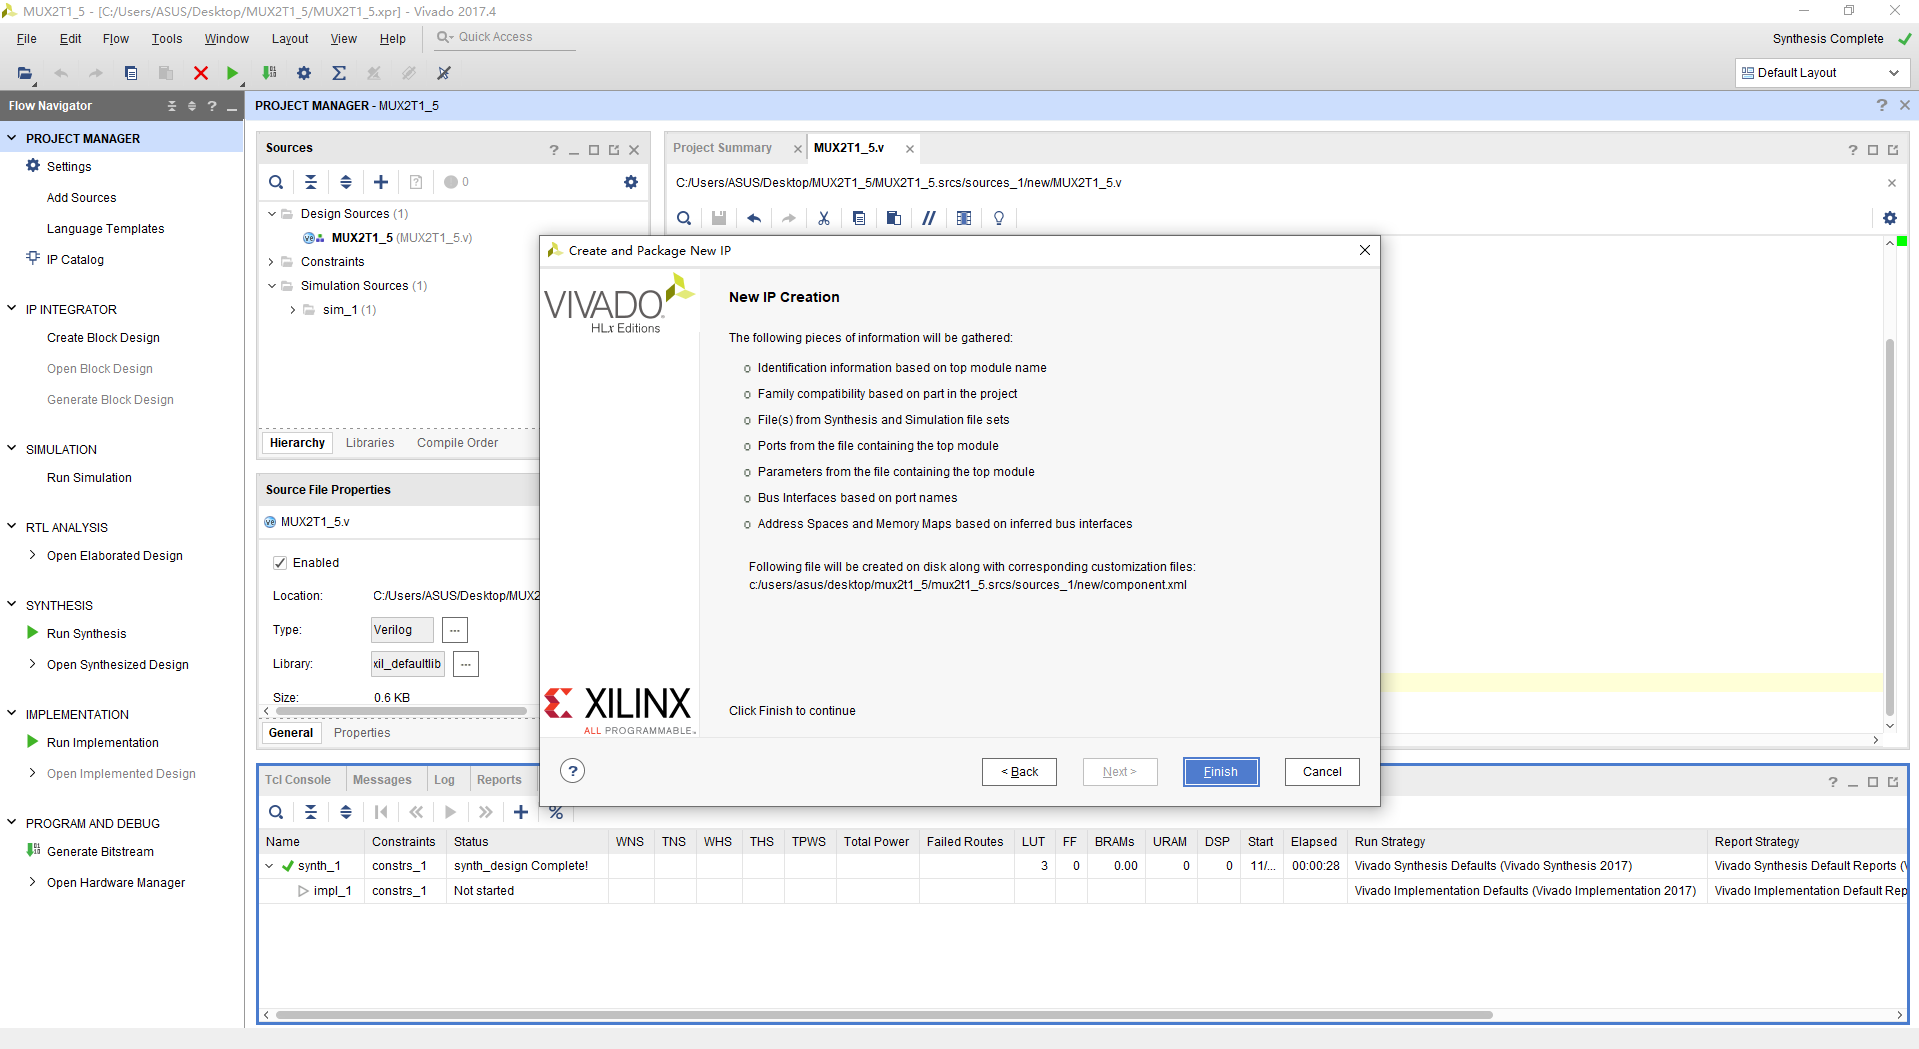 MUX2T1_5 - [C:/Users/ASUS/Desktop/MUX2T1_5/MUX2T1_5.xpr] - Vivado 2017.4
File Edit Flow Tools Window Layout View Help Quick Access
Synthesis Complete
Default Layout
Flow Navigator
PROJECT MANAGER
Settings
Add Sources
Language Templates
IP Catalog
IP INTEGRATOR
Create Block Design
Open Block Design
Generate Block Design
SIMULATION
Run Simulation
RTL ANALYSIS
Open Elaborated Design
SYNTHESIS
Run Synthesis
Open Synthesized Design
IMPLEMENTATION
Run Implementation
Open Implemented Design
PROGRAM AND DEBUG
Generate Bitstream
Open Hardware Manager
PROJECT MANAGER - MUX2T1_5
Sources
0
Design Sources (1)
MUX2T1_5 (MUX2T1_5.v)
Constraints
Simulation Sources (1)
sim_1 (1)
Hierarchy Libraries Compile Order
Source File Properties
MUX2T1_5.v
Enabled
Location: C:/Users/ASUS/Desktop/MUX2
Type: Verilog ...
Library: xil_defaultlib ...
Size: 0.6 KB
General Properties
Project Summary MUX2T1_5.v
C:/Users/ASUS/Desktop/MUX2T1_5/MUX2T1_5.srcs/sources_1/new/MUX2T1_5.v
Create and Package New IP
VIVADO
HLx Editions
New IP Creation
The following pieces of information will be gathered:
Identification information based on top module name
Family compatibility based on part in the project
File(s) from Synthesis and Simulation file sets
Ports from the file containing the top module
Parameters from the file containing the top module
Bus Interfaces based on port names
Address Spaces and Memory Maps based on inferred bus interfaces
Following file will be created on disk along with corresponding customization files:
c:/users/asus/desktop/mux2t1_5/mux2t1_5.srcs/sources_1/new/component.xml
Click Finish to continue
XILINX
ALL PROGRAMMABLE.
? < Back Next > Finish Cancel
Tcl Console Messages Log Reports
Name Constraints Status WNS TNS WHS THS TPWS Total Power Failed Routes LUT FF BRAMs URAM DSP Start Elapsed Run Strategy Report Strategy
synth_1 constrs_1 synth_design Complete! 3 0 0.00 0 0 11/... 00:00:28 Vivado Synthesis Defaults (Vivado Synthesis 2017) Vivado Synthesis Default Reports (V
impl_1 constrs_1 Not started Vivado Implementation Defaults (Vivado Implementation 2017) Vivado Implementation Default Rep